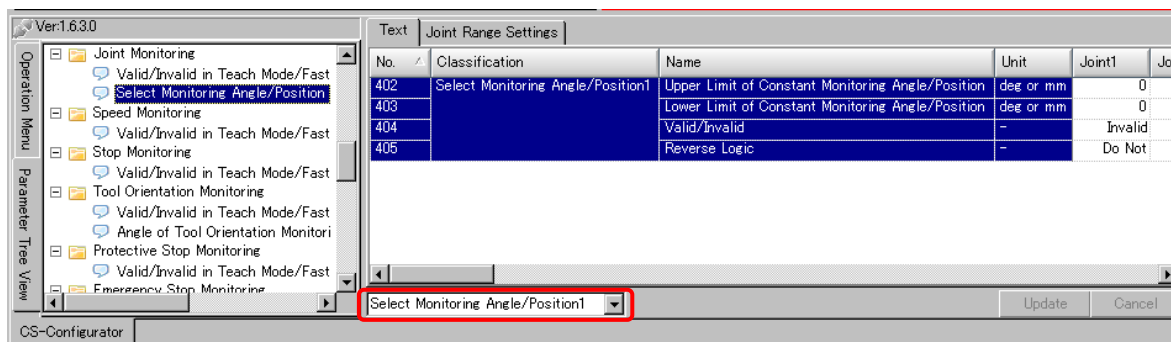 Ver:1.6.3.0
Operation Menu
Parameter Tree View
Joint Monitoring
Valid/Invalid in Teach Mode/Fast
Select Monitoring Angle/Position
Speed Monitoring
Valid/Invalid in Teach Mode/Fast
Stop Monitoring
Valid/Invalid in Teach Mode/Fast
Tool Orientation Monitoring
Valid/Invalid in Teach Mode/Fast
Angle of Tool Orientation Monitori
Protective Stop Monitoring
Valid/Invalid in Teach Mode/Fast
Emergency Stop Monitoring
CS-Configurator
Text Joint Range Settings
No. Classification Name Unit Joint1 Jo
402 Select Monitoring Angle/Position1 Upper Limit of Constant Monitoring Angle/Position deg or mm 0
403 Lower Limit of Constant Monitoring Angle/Position deg or mm 0
404 Valid/Invalid - Invalid
405 Reverse Logic - Do Not
Select Monitoring Angle/Position1 Update Cancel